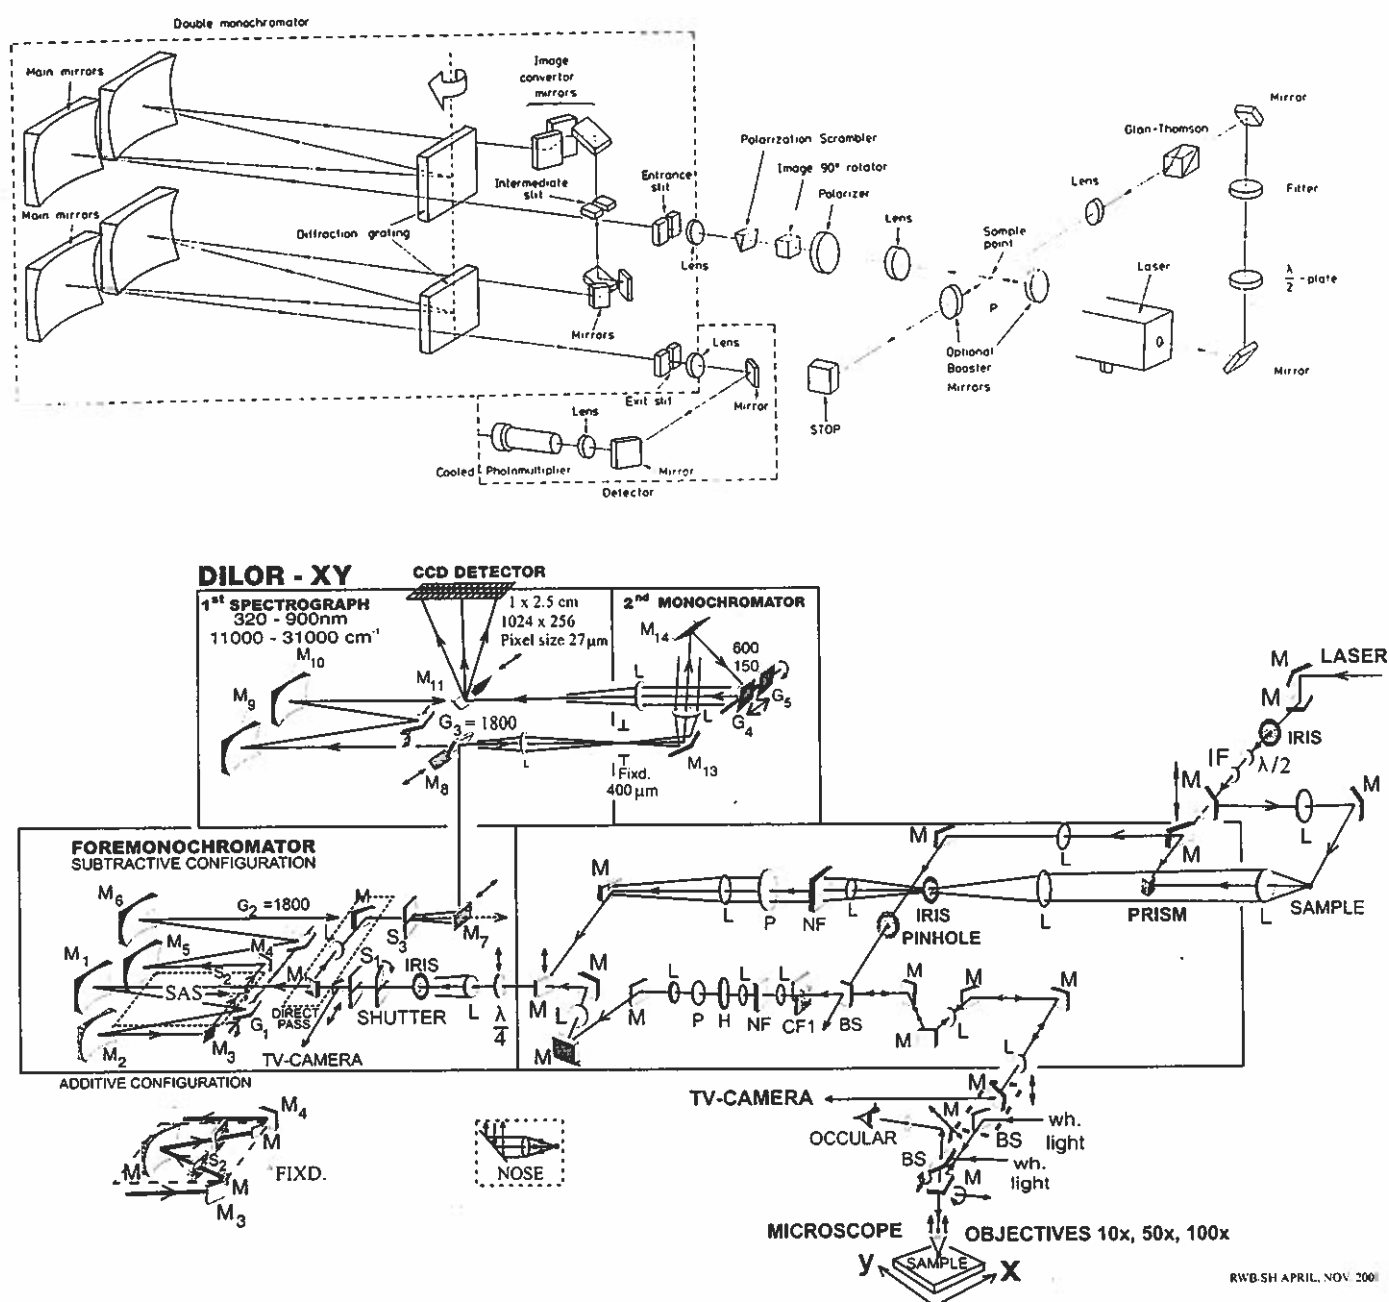 Double monochromator
Main mirrors
Image
convertor
mirrors
Intermediate
slit
Entrance
slit
Lens
Polarization Scrambler
Image 90° rotator
Polarizer
Lens
Sample
point
P
Optional
Booster
Mirrors
Lens
Glan-Thomson
Mirror
Filter
λ/2-plate
Laser
Mirror
Main mirrors
Diffraction grating
Mirrors
Exit slit
Lens
Mirror
STOP
Lens
Cooled Photnmultiplier
Mirror
Detector
DILOR - XY
CCD DETECTOR
1st SPECTROGRAPH
320 - 900nm
11000 - 31000 cm-1
1 x 2.5 cm
1024 x 256
Pixel size 27µm
2nd MONOCHROMATOR
M14
600
150
M10
M9
M11
L
G5
G4
L
G3 = 1800
L
M8
M13
Fixd.
400 µm
M
LASER
M
IRIS
IF
λ/2
M
M
L
FOREMONOCHROMATOR
SUBTRACTIVE CONFIGURATION
M6
G2 =1800
M
L
S3
M7
M1
M5
M4
S2
SAS
M
S1
IRIS
DIRECT
PASS
SHUTTER
L
λ/4
G1
M2
M3
TV-CAMERA
M
L
M
M
L
P
NF
L
IRIS
L
PRISM
L
SAMPLE
PINHOLE
M
M
L
M
M
L
P
H
L
NF
L
CF1
BS
M
M
L
M
M
L
ADDITIVE CONFIGURATION
M4
M
S2
M
M
M3
FIXD.
NOSE
TV-CAMERA
M
OCCULAR
M
BS
wh.
light
BS
wh.
light
M
MICROSCOPE
OBJECTIVES 10x, 50x, 100x
SAMPLE
y
x
RWB-SH APRIL, NOV. 200